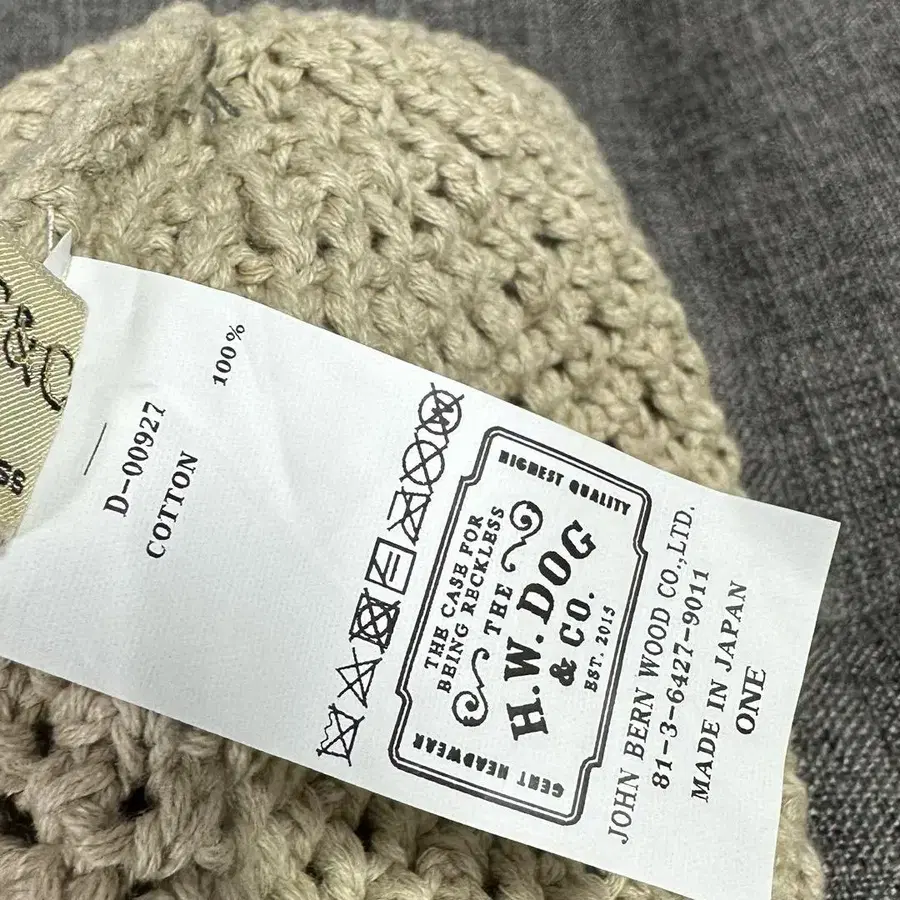 D-00927
COTTON 100%
HIGHEST QUALITY
THE CASE FOR
BEING RECKLESS
THE
H.W.DOG
& CO.
EST. 2015
GENT HEADWEAR
JOHN BERN WOOD CO.,LTD.
81-3-6427-9011
MADE IN JAPAN
ONE